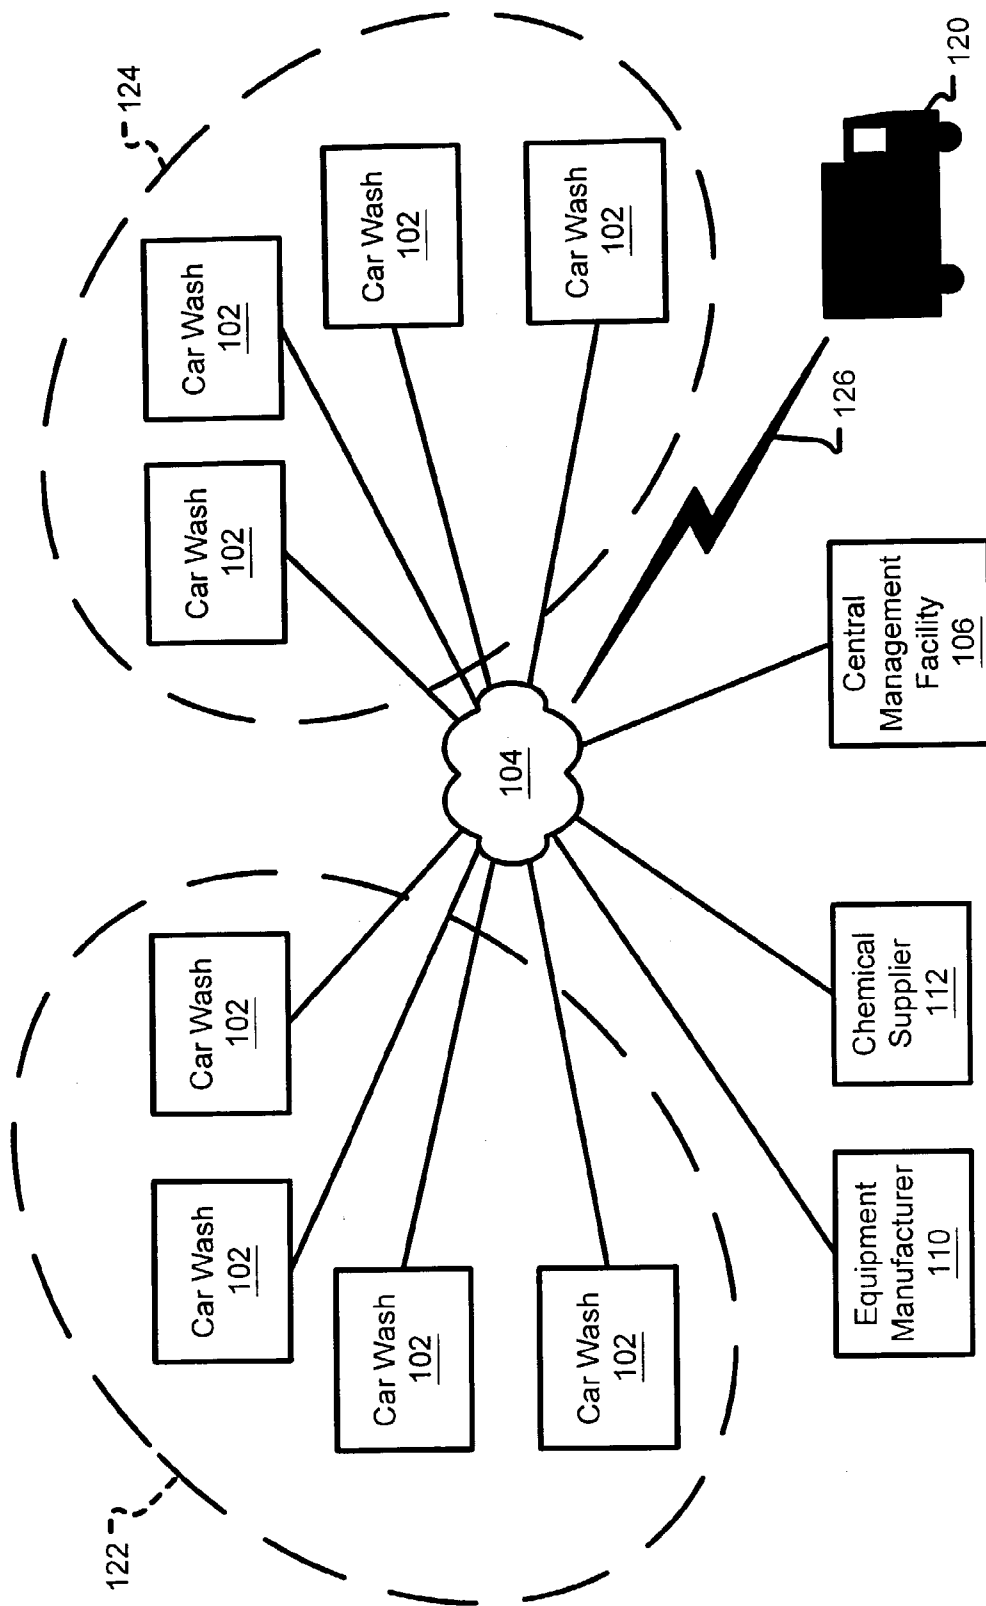 122
124
Car Wash
102
Car Wash
102
Car Wash
102
Car Wash
102
Car Wash
102
Car Wash
102
Car Wash
102
Car Wash
102
104
126
120
Equipment
Manufacturer
110
Chemical
Supplier
112
Central
Management
Facility
106